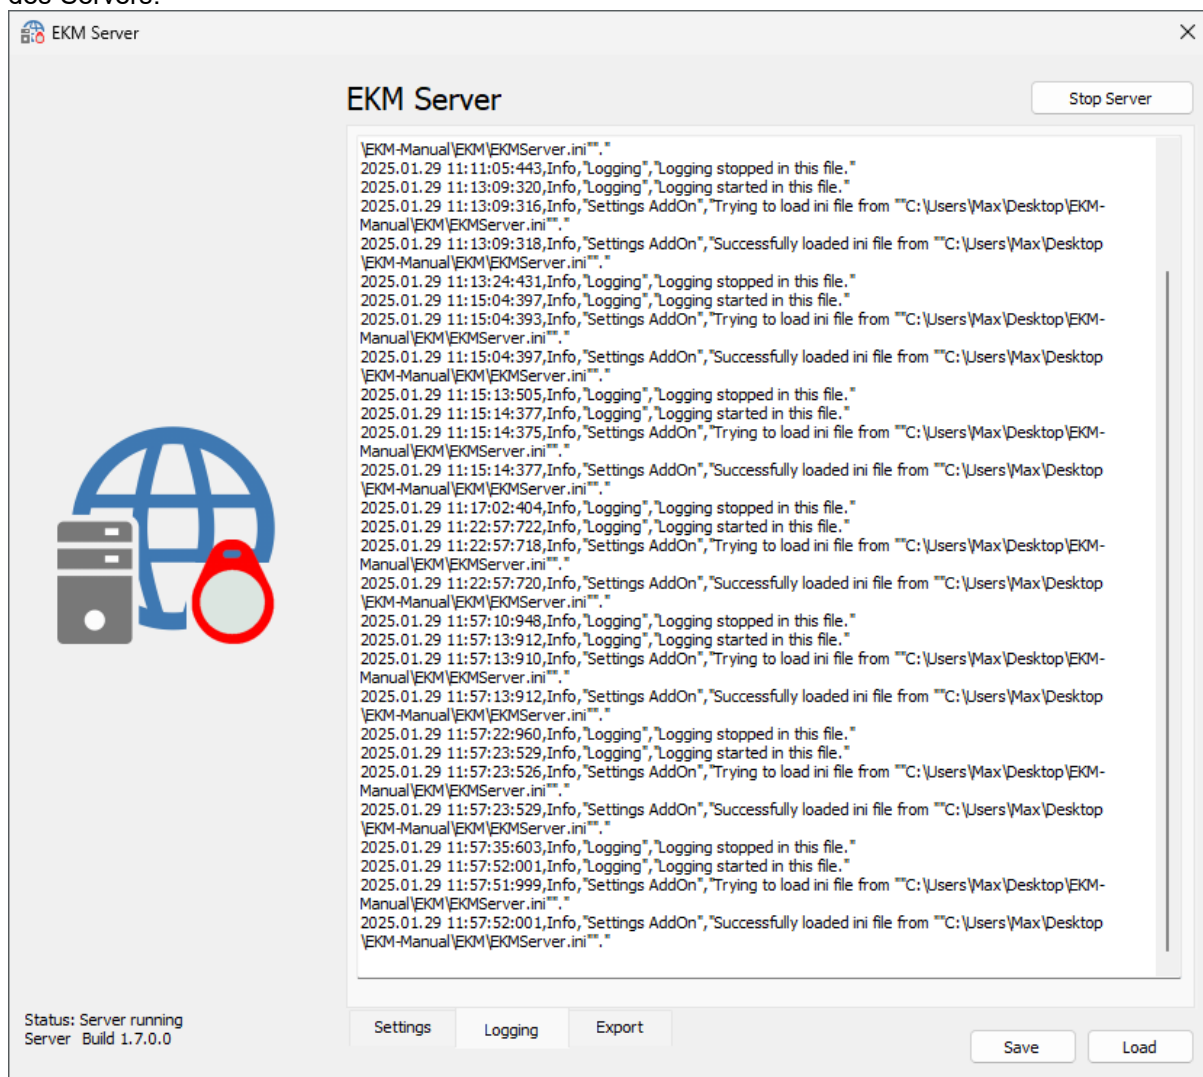 des Servers.
EKM Server
EKM Server
Stop Server
\EKM-Manual\EKM\EKMServer.ini""."
2025.01.29 11:11:05:443,Info,"Logging","Logging stopped in this file."
2025.01.29 11:13:09:320,Info,"Logging","Logging started in this file."
2025.01.29 11:13:09:316,Info,"Settings AddOn","Trying to load ini file from ""C:\Users\Max\Desktop\EKM-
Manual\EKM\EKMServer.ini""."
2025.01.29 11:13:09:318,Info,"Settings AddOn","Successfully loaded ini file from ""C:\Users\Max\Desktop
\EKM-Manual\EKM\EKMServer.ini""."
2025.01.29 11:13:24:431,Info,"Logging","Logging stopped in this file."
2025.01.29 11:15:04:397,Info,"Logging","Logging started in this file."
2025.01.29 11:15:04:393,Info,"Settings AddOn","Trying to load ini file from ""C:\Users\Max\Desktop\EKM-
Manual\EKM\EKMServer.ini""."
2025.01.29 11:15:04:397,Info,"Settings AddOn","Successfully loaded ini file from ""C:\Users\Max\Desktop
\EKM-Manual\EKM\EKMServer.ini""."
2025.01.29 11:15:13:505,Info,"Logging","Logging stopped in this file."
2025.01.29 11:15:14:377,Info,"Logging","Logging started in this file."
2025.01.29 11:15:14:375,Info,"Settings AddOn","Trying to load ini file from ""C:\Users\Max\Desktop\EKM-
Manual\EKM\EKMServer.ini""."
2025.01.29 11:15:14:377,Info,"Settings AddOn","Successfully loaded ini file from ""C:\Users\Max\Desktop
\EKM-Manual\EKM\EKMServer.ini""."
2025.01.29 11:17:02:404,Info,"Logging","Logging stopped in this file."
2025.01.29 11:22:57:722,Info,"Logging","Logging started in this file."
2025.01.29 11:22:57:718,Info,"Settings AddOn","Trying to load ini file from ""C:\Users\Max\Desktop\EKM-
Manual\EKM\EKMServer.ini""."
2025.01.29 11:22:57:720,Info,"Settings AddOn","Successfully loaded ini file from ""C:\Users\Max\Desktop
\EKM-Manual\EKM\EKMServer.ini""."
2025.01.29 11:57:10:948,Info,"Logging","Logging stopped in this file."
2025.01.29 11:57:13:912,Info,"Logging","Logging started in this file."
2025.01.29 11:57:13:910,Info,"Settings AddOn","Trying to load ini file from ""C:\Users\Max\Desktop\EKM-
Manual\EKM\EKMServer.ini""."
2025.01.29 11:57:13:912,Info,"Settings AddOn","Successfully loaded ini file from ""C:\Users\Max\Desktop
\EKM-Manual\EKM\EKMServer.ini""."
2025.01.29 11:57:22:960,Info,"Logging","Logging stopped in this file."
2025.01.29 11:57:23:529,Info,"Logging","Logging started in this file."
2025.01.29 11:57:23:526,Info,"Settings AddOn","Trying to load ini file from ""C:\Users\Max\Desktop\EKM-
Manual\EKM\EKMServer.ini""."
2025.01.29 11:57:23:529,Info,"Settings AddOn","Successfully loaded ini file from ""C:\Users\Max\Desktop
\EKM-Manual\EKM\EKMServer.ini""."
2025.01.29 11:57:35:603,Info,"Logging","Logging stopped in this file."
2025.01.29 11:57:52:001,Info,"Logging","Logging started in this file."
2025.01.29 11:57:51:999,Info,"Settings AddOn","Trying to load ini file from ""C:\Users\Max\Desktop\EKM-
Manual\EKM\EKMServer.ini""."
2025.01.29 11:57:52:001,Info,"Settings AddOn","Successfully loaded ini file from ""C:\Users\Max\Desktop
\EKM-Manual\EKM\EKMServer.ini""."
Status: Server running
Server Build 1.7.0.0
Settings
Logging
Export
Save
Load